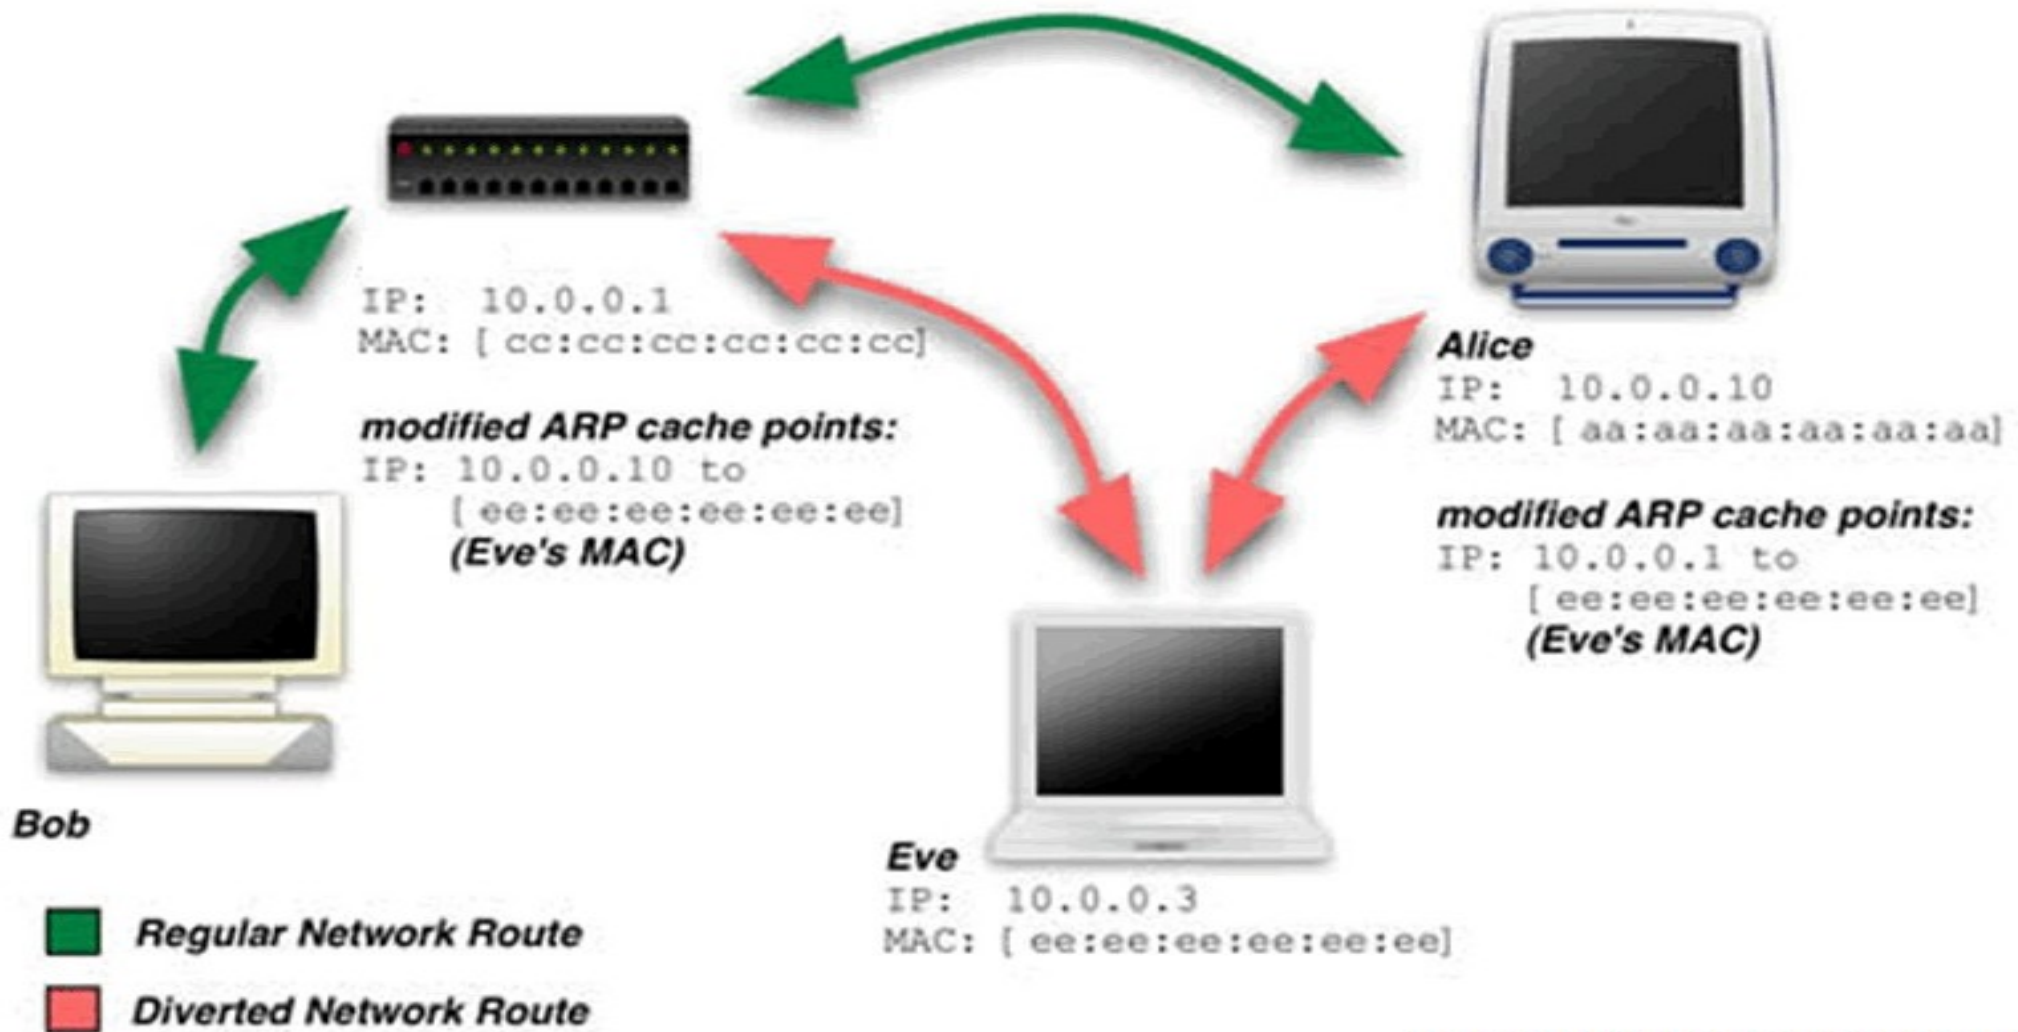 IP: 10.0.0.1
MAC: [cc:cc:cc:cc:cc:cc]
modified ARP cache points:
IP: 10.0.0.10 to
[ee:ee:ee:ee:ee:ee]
(Eve's MAC)
Alice
IP: 10.0.0.10
MAC: [aa:aa:aa:aa:aa:aa]
modified ARP cache points:
IP: 10.0.0.1 to
[ee:ee:ee:ee:ee:ee]
(Eve's MAC)
Bob
Eve
IP: 10.0.0.3
MAC: [ee:ee:ee:ee:ee:ee]
Regular Network Route
Diverted Network Route